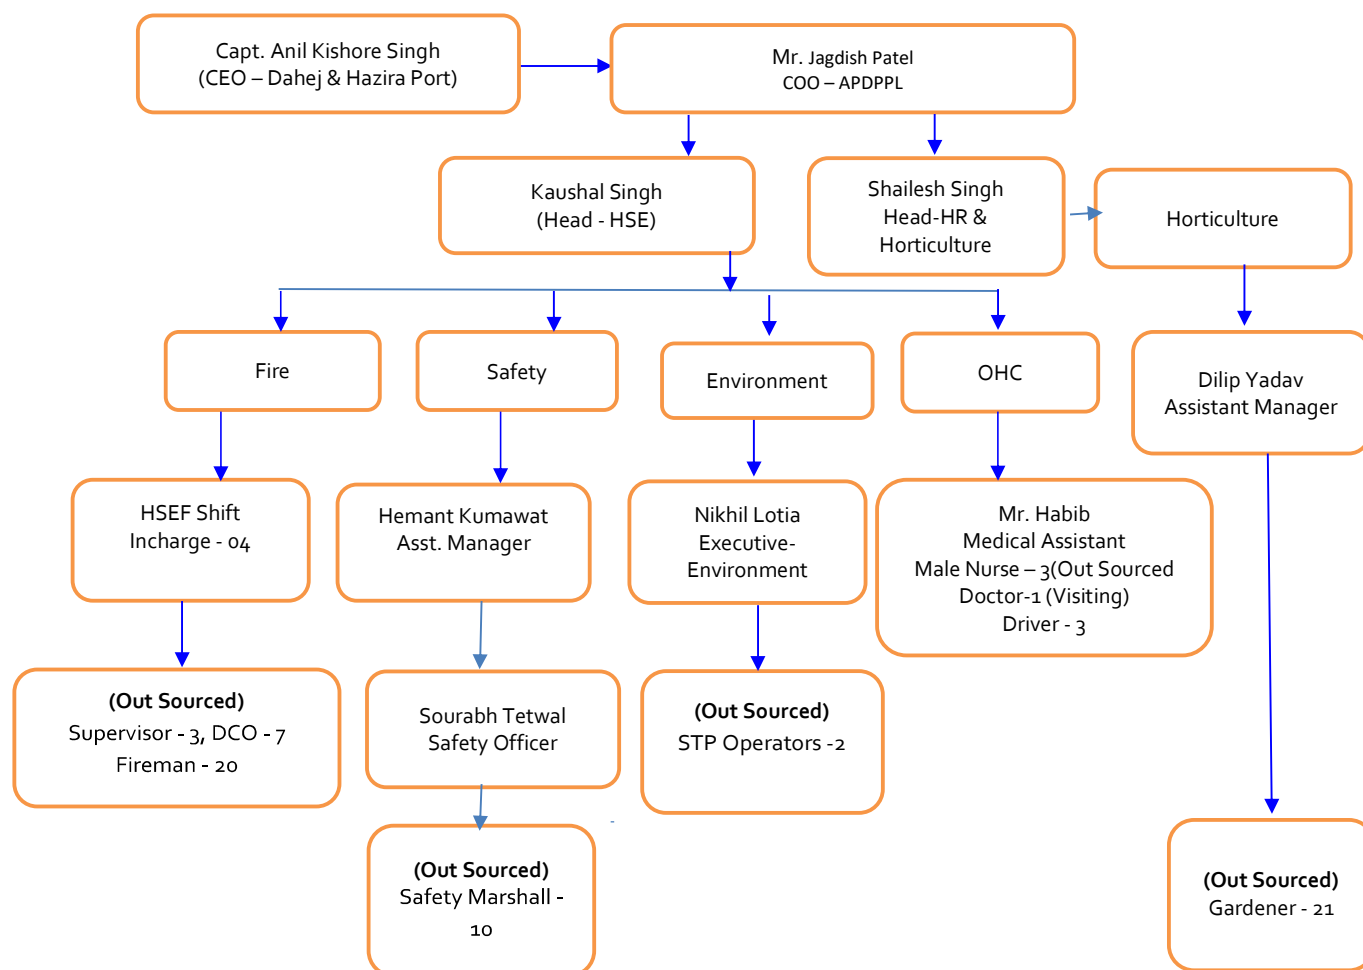 Capt. Anil Kishore Singh
(CEO – Dahej & Hazira Port)
Mr. Jagdish Patel
COO – APDPPL
Kaushal Singh
(Head - HSE)
Shailesh Singh
Head-HR &
Horticulture
Horticulture
Fire
Safety
Environment
OHC
Dilip Yadav
Assistant Manager
HSEF Shift
Incharge - 04
Hemant Kumawat
Asst. Manager
Nikhil Lotia
Executive-
Environment
Mr. Habib
Medical Assistant
Male Nurse – 3(Out Sourced
Doctor-1 (Visiting)
Driver - 3
(Out Sourced)
Supervisor - 3, DCO - 7
Fireman - 20
Sourabh Tetwal
Safety Officer
(Out Sourced)
STP Operators -2
(Out Sourced)
Safety Marshall -
10
(Out Sourced)
Gardener - 21